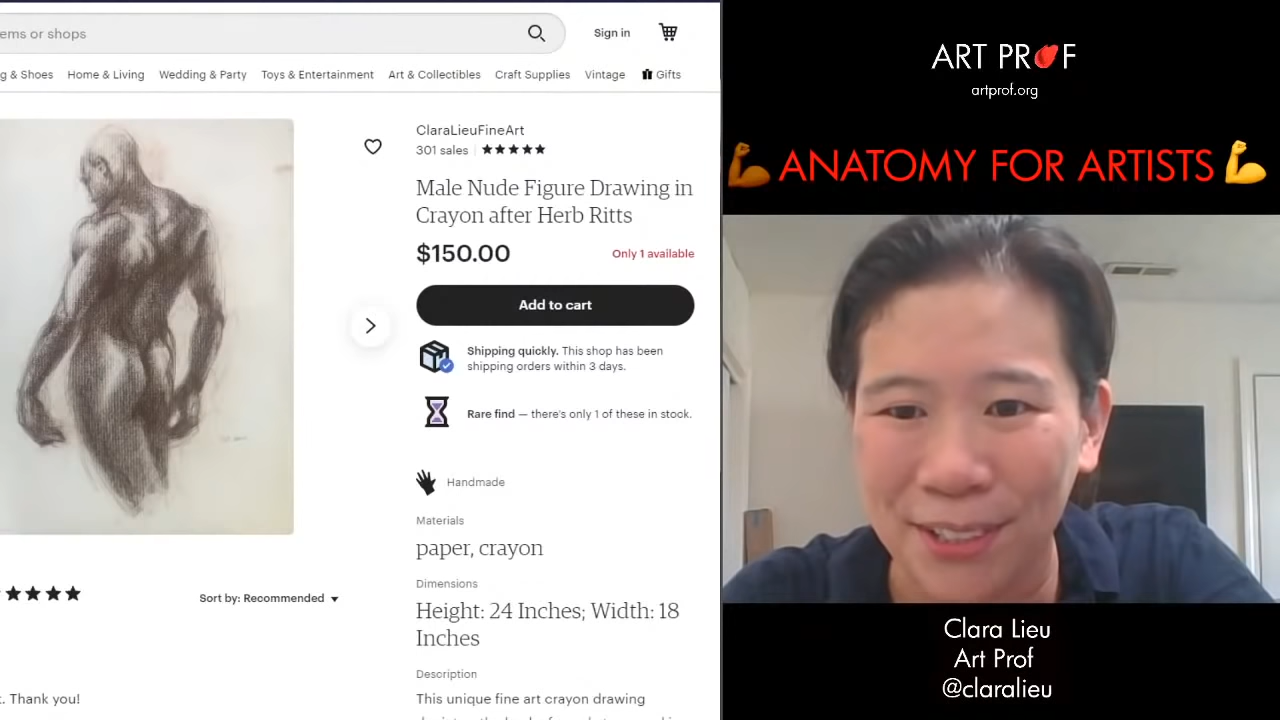 ems or shops
Sign in
g & Shoes Home & Living Wedding & Party Toys & Entertainment Art & Collectibles Craft Supplies Vintage Gifts
ClaraLieuFineArt
301 sales
Male Nude Figure Drawing in
Crayon after Herb Ritts
$150.00
Only 1 available
Add to cart
Shipping quickly. This shop has been
shipping orders within 3 days.
Rare find — there's only 1 of these in stock.
Handmade
Materials
paper, crayon
Dimensions
Height: 24 Inches; Width: 18
Inches
Description
This unique fine art crayon drawing
Sort by: Recommended
. Thank you!
ART PROF
artprof.org
ANATOMY FOR ARTISTS
Clara Lieu
Art Prof
@claralieu